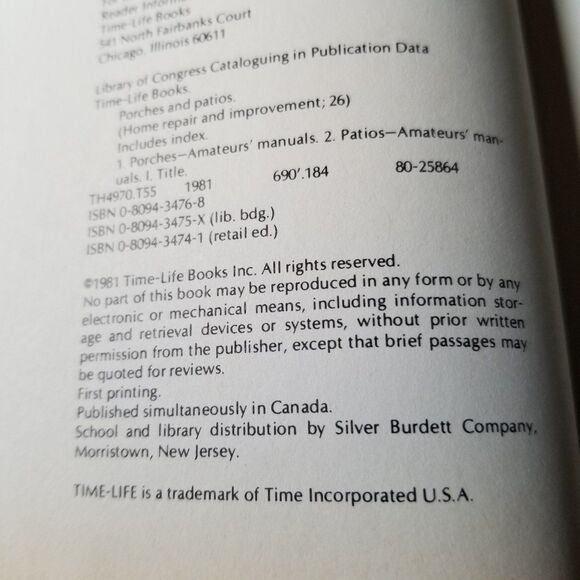 Reader Informa
Time-Life Books
541 North Fairbanks Court
Chicago, Illinois 60611
Library of Congress Cataloguing in Publication Data
Time-Life Books.
Porches and patios.
(Home repair and improvement; 26)
Includes index.
1. Porches—Amateurs' manuals. 2. Patios—Amateurs' man-
uals. I. Title.
TH4970.T55 1981 690'.184 80-25864
ISBN 0-8094-3476-8
ISBN 0-8094-3475-X (lib. bdg.)
ISBN 0-8094-3474-1 (retail ed.)
©1981 Time-Life Books Inc. All rights reserved.
No part of this book may be reproduced in any form or by any
electronic or mechanical means, including information stor-
age and retrieval devices or systems, without prior written
permission from the publisher, except that brief passages may
be quoted for reviews.
First printing.
Published simultaneously in Canada.
School and library distribution by Silver Burdett Company,
Morristown, New Jersey.
TIME-LIFE is a trademark of Time Incorporated U.S.A.